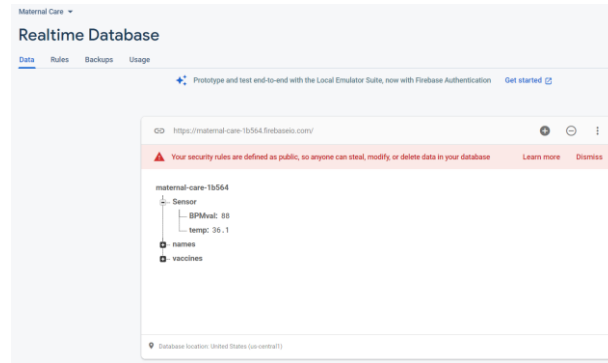 Maternal Care
Realtime Database
Data Rules Backups Usage
Prototype and test end-to-end with the Local Emulator Suite, now with Firebase Authentication Get started
https://maternal-care-1b564.firebaseio.com/
Your security rules are defined as public, so anyone can steal, modify, or delete data in your database Learn more Dismiss
maternal-care-1b564
Sensor
BPMval: 88
temp: 36.1
names
vaccines
Database location: United States (us-central1)